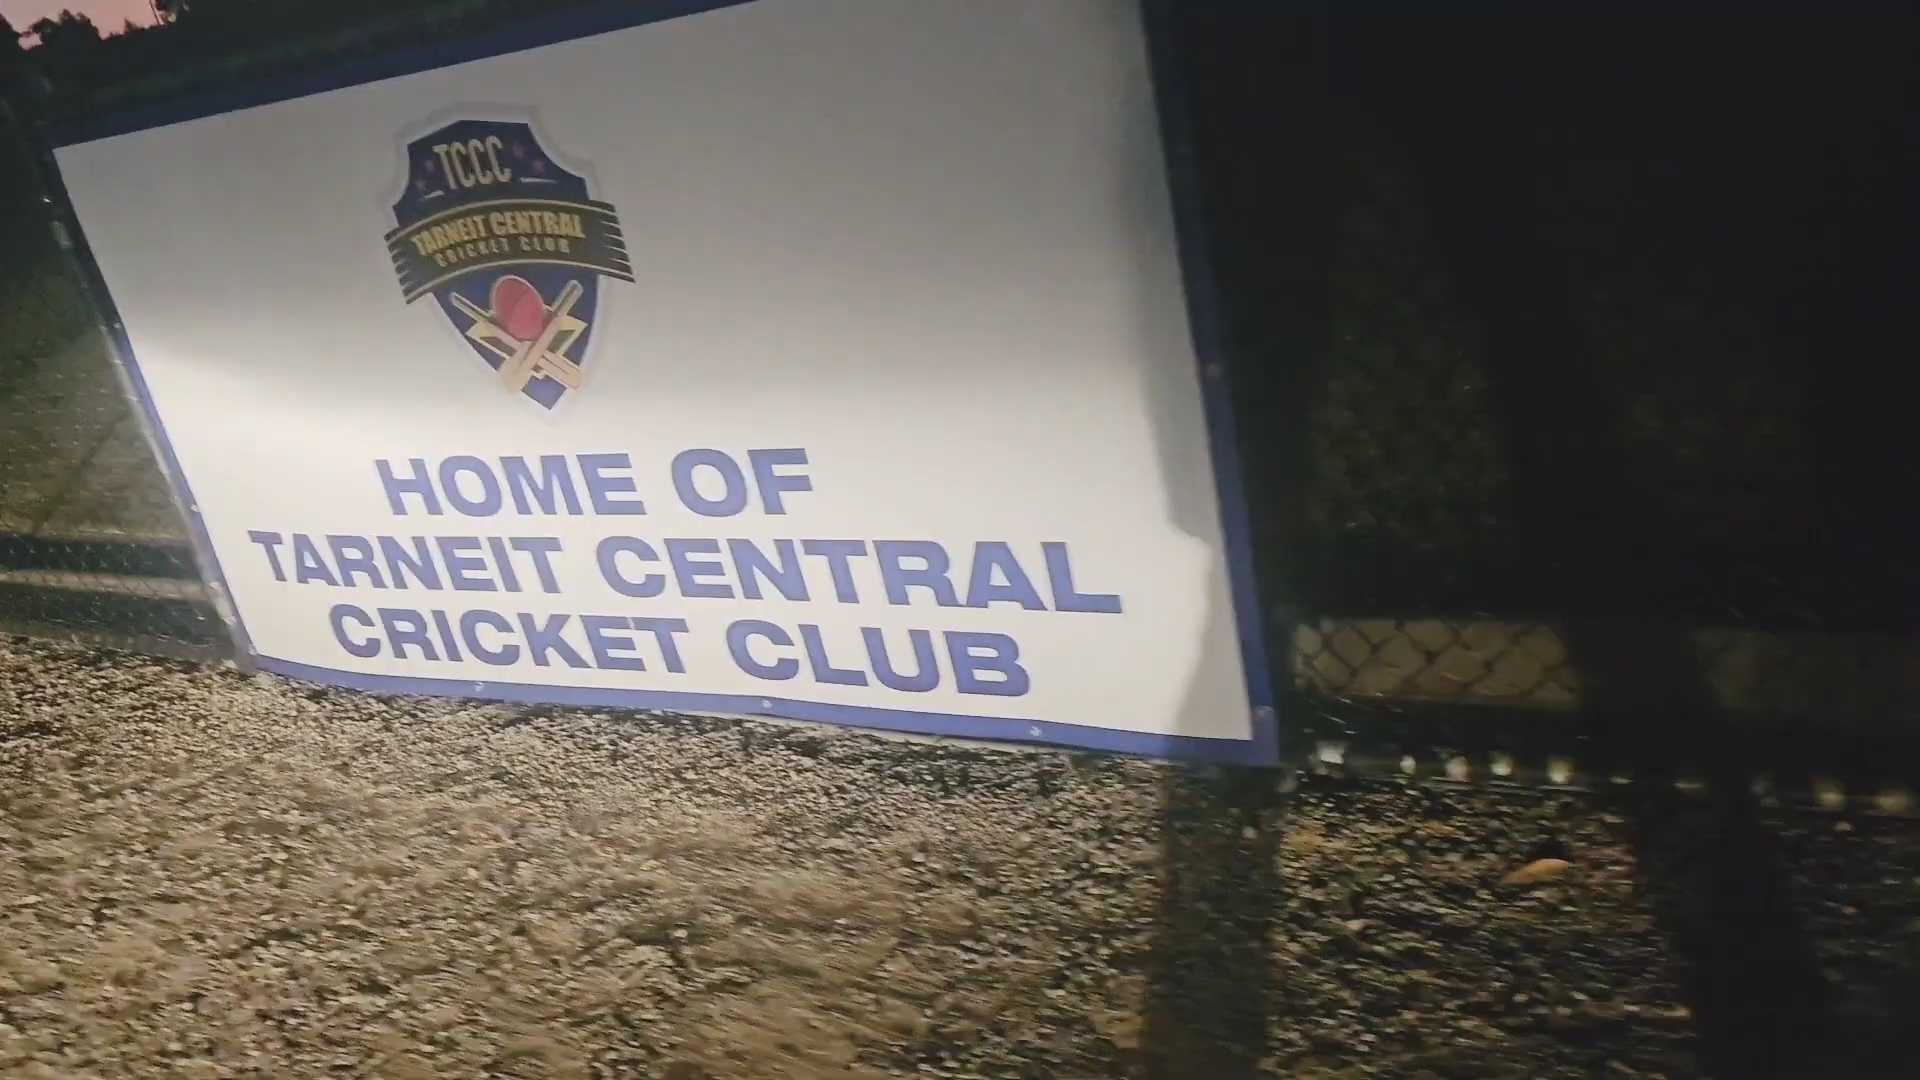 TCCC
TARNEIT CENTRAL
CRICKET CLUB
HOME OF
TARNEIT CENTRAL
CRICKET CLUB